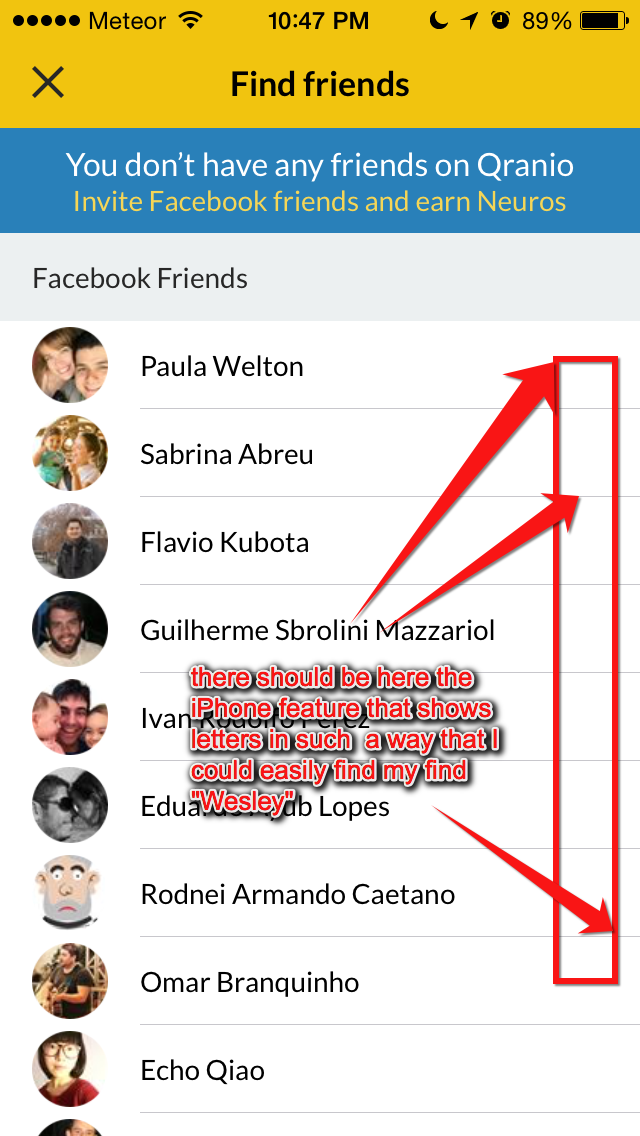 Meteor 10:47 PM 89%
Find friends
You don’t have any friends on Qranio
Invite Facebook friends and earn Neuros
Facebook Friends
Paula Welton
Sabrina Abreu
Flavio Kubota
Guilherme Sbrolini Mazzariol
there should be here the
iPhone feature that shows
Ivan Rodolfo Perez
letters in such a way that I
could easily find my find
"Wesley"
Lopes
Rodnei Armando Caetano
Omar Branquinho
Echo Qiao